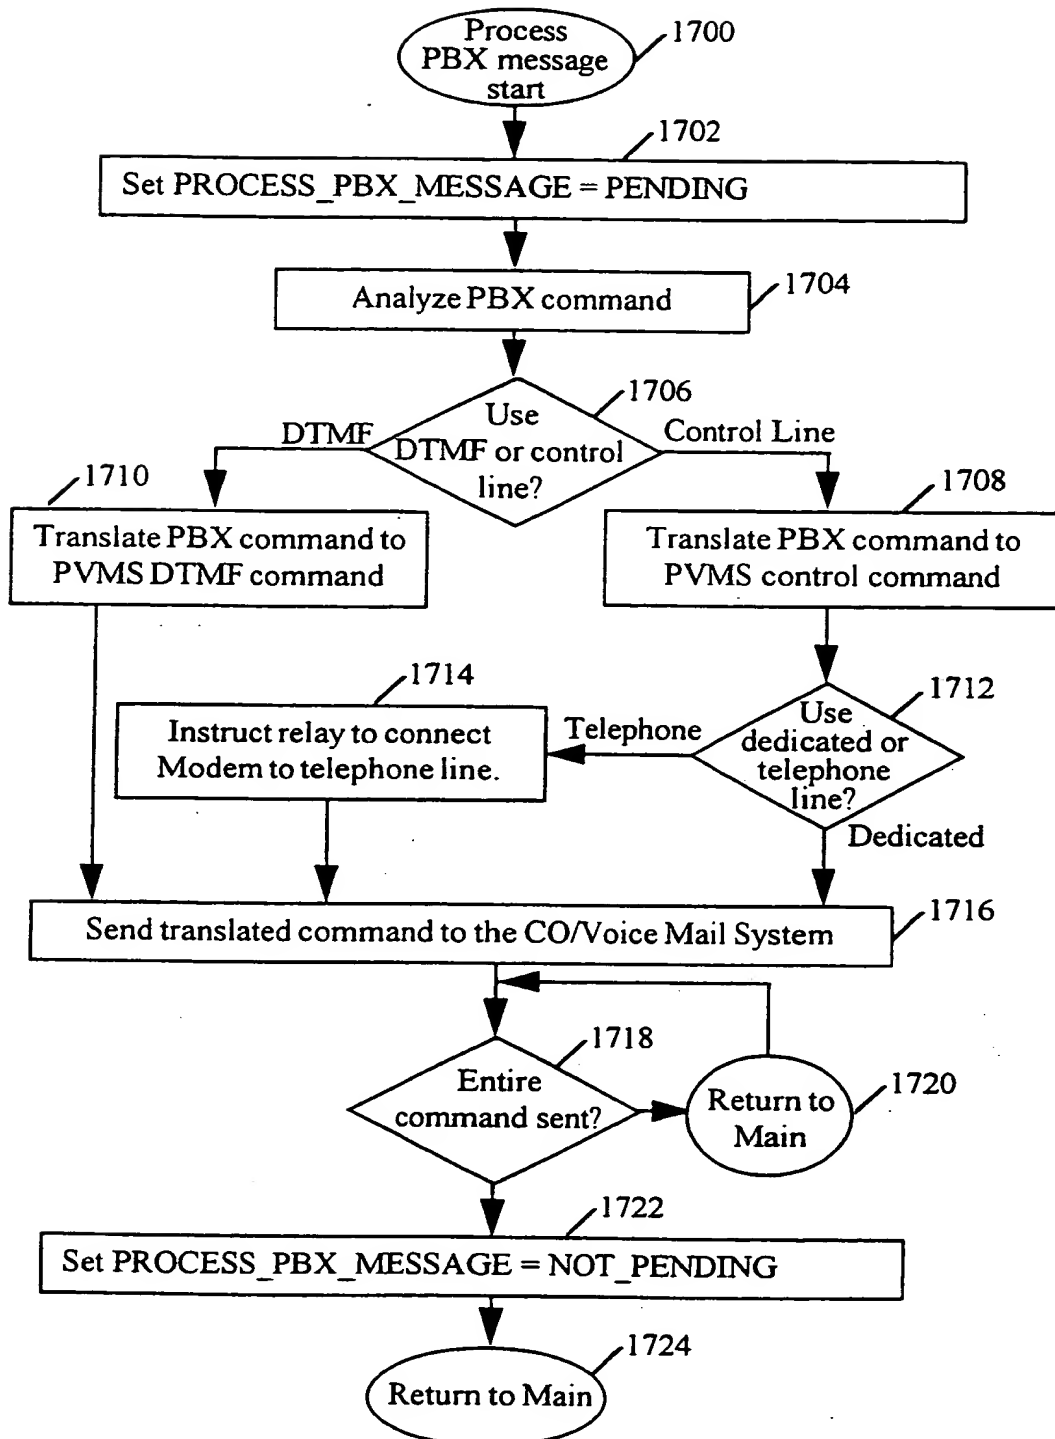 Process
PBX message
start
1700
1702
Set PROCESS_PBX_MESSAGE = PENDING
Analyze PBX command
1704
1706
Use
DTMF or control
line?
DTMF
Control Line
1710
Translate PBX command to
PVMS DTMF command
1708
Translate PBX command to
PVMS control command
1714
Instruct relay to connect
Modem to telephone line.
Telephone
1712
Use
dedicated or
telephone
line?
Dedicated
Send translated command to the CO/Voice Mail System
1716
1718
Entire
command sent?
Return to
Main
1720
1722
Set PROCESS_PBX_MESSAGE = NOT_PENDING
1724
Return to Main